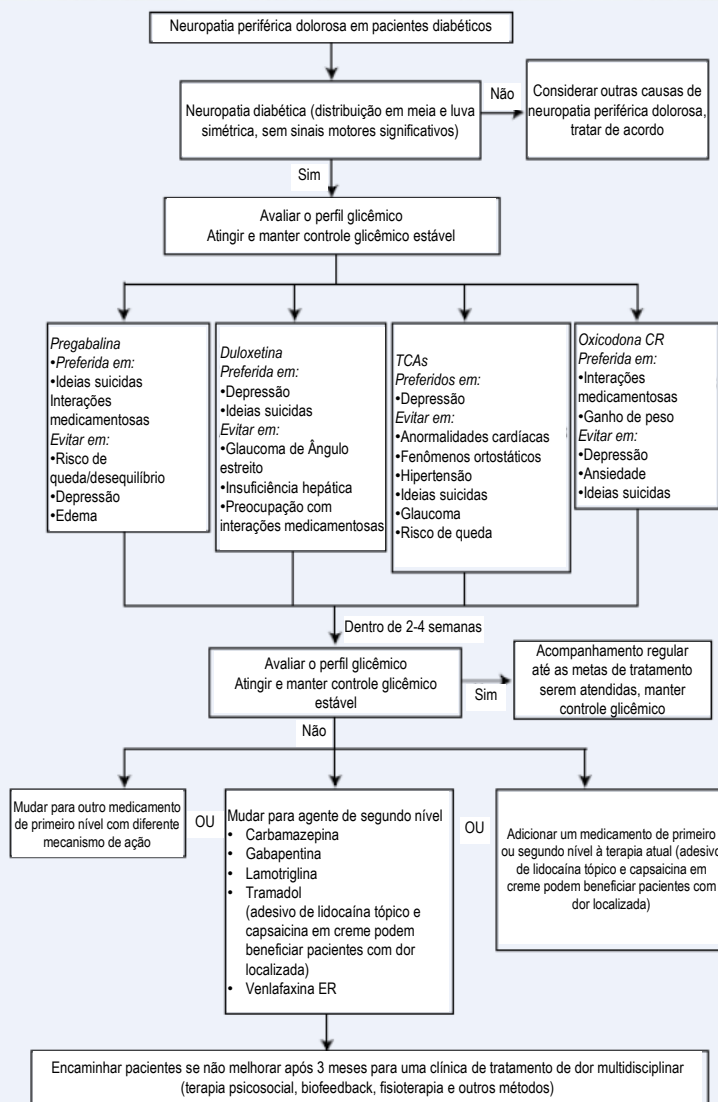 Neuropatia periférica dolorosa em pacientes diabéticos
Neuropatia diabética (distribuição em meia e luva
simétrica, sem sinais motores significativos)
Não
Considerar outras causas de
neuropatia periférica dolorosa,
tratar de acordo
Sim
Avaliar o perfil glicêmico
Atingir e manter controle glicêmico estável
Pregabalina
•Preferida em:
•Ideias suicidas
Interações
medicamentosas
Evitar em:
•Risco de
queda/desequilíbrio
•Depressão
•Edema
Duloxetina
Preferida em:
•Depressão
•Ideias suicidas
Evitar em:
•Glaucoma de Ângulo
estreito
•Insuficiência hepática
•Preocupação com
interações medicamentosas
TCAs
Preferidos em:
•Depressão
Evitar em:
•Anormalidades cardíacas
•Fenômenos ortostáticos
•Hipertensão
•Ideias suicidas
•Glaucoma
•Risco de queda
Oxicodona CR
Preferida em:
•Interações
medicamentosas
•Ganho de peso
Evitar em:
•Depressão
•Ansiedade
•Ideias suicidas
Dentro de 2-4 semanas
Avaliar o perfil glicêmico
Atingir e manter controle glicêmico
estável
Sim
Acompanhamento regular
até as metas de tratamento
serem atendidas, manter
controle glicêmico
Não
Mudar para outro medicamento
de primeiro nível com diferente
mecanismo de ação
OU
Mudar para agente de segundo nível
• Carbamazepina
• Gabapentina
• Lamotriglina
• Tramadol
(adesivo de lidocaína tópico e
capsaicina em creme podem
beneficiar pacientes com dor
localizada)
• Venlafaxina ER
OU
Adicionar um medicamento de primeiro
ou segundo nível à terapia atual (adesivo
de lidocaína tópico e capsaicina em
creme podem beneficiar pacientes com
dor localizada)
Encaminhar pacientes se não melhorar após 3 meses para uma clínica de tratamento de dor multidisciplinar
(terapia psicosocial, biofeedback, fisioterapia e outros métodos)